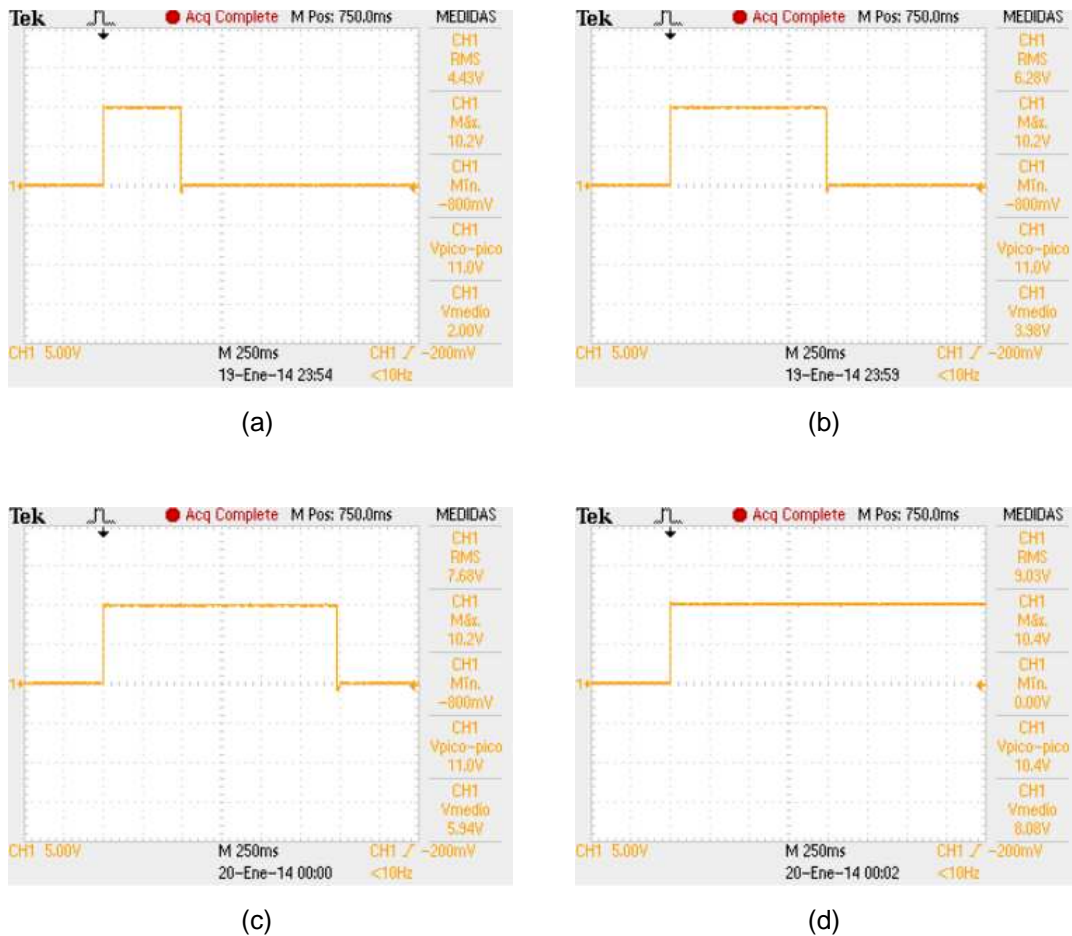 Tek Acq Complete M Pos: 750.0ms MEDIDAS
CH1
RMS
4.43V
CH1
Máx.
10.2V
CH1
Mín.
-800mV
CH1
Vpico-pico
11.0V
CH1
Vmedio
2.00V
1
CH1 5.00V M 250ms CH1 -200mV
19-Ene-14 23:54 <10Hz
(a)
Tek Acq Complete M Pos: 750.0ms MEDIDAS
CH1
RMS
6.28V
CH1
Máx.
10.2V
CH1
Mín.
-800mV
CH1
Vpico-pico
11.0V
CH1
Vmedio
3.98V
1
CH1 5.00V M 250ms CH1 -200mV
19-Ene-14 23:59 <10Hz
(b)
Tek Acq Complete M Pos: 750.0ms MEDIDAS
CH1
RMS
7.68V
CH1
Máx.
10.2V
CH1
Mín.
-800mV
CH1
Vpico-pico
11.0V
CH1
Vmedio
5.94V
1
CH1 5.00V M 250ms CH1 -200mV
20-Ene-14 00:00 <10Hz
(c)
Tek Acq Complete M Pos: 750.0ms MEDIDAS
CH1
RMS
9.03V
CH1
Máx.
10.4V
CH1
Mín.
0.00V
CH1
Vpico-pico
10.4V
CH1
Vmedio
8.08V
1
CH1 5.00V M 250ms CH1 -200mV
20-Ene-14 00:02 <10Hz
(d)